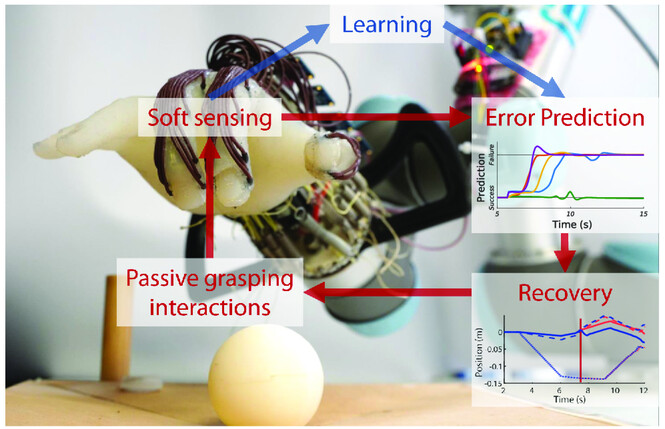 Learning
Soft sensing
Error Prediction
Prediction
Failure
Success
5
10
15
Time (s)
Passive grasping
interactions
Recovery
Position (m)
0
-0.05
-0.1
-0.15
2
4
6
8
10
12
Time (s)